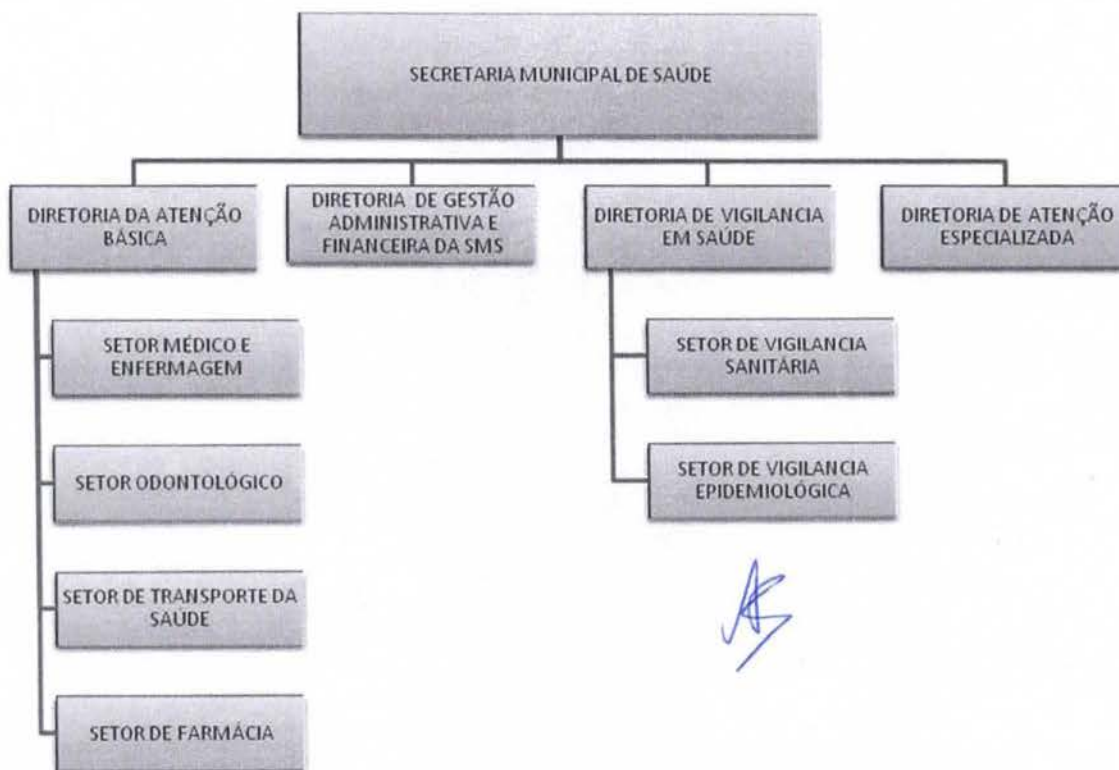 SECRETARIA MUNICIPAL DE SAÚDE
DIRETORIA DA ATENÇÃO
BÁSICA
DIRETORIA DE GESTÃO
ADMINISTRATIVA E
FINANCEIRA DA SMS
DIRETORIA DE VIGILANCIA
EM SAÚDE
DIRETORIA DE ATENÇÃO
ESPECIALIZADA
SETOR MÉDICO E
ENFERMAGEM
SETOR ODONTOLÓGICO
SETOR DE TRANSPORTE DA
SAÚDE
SETOR DE FARMÁCIA
SETOR DE VIGILANCIA
SANITÁRIA
SETOR DE VIGILANCIA
EPIDEMIOLÓGICA